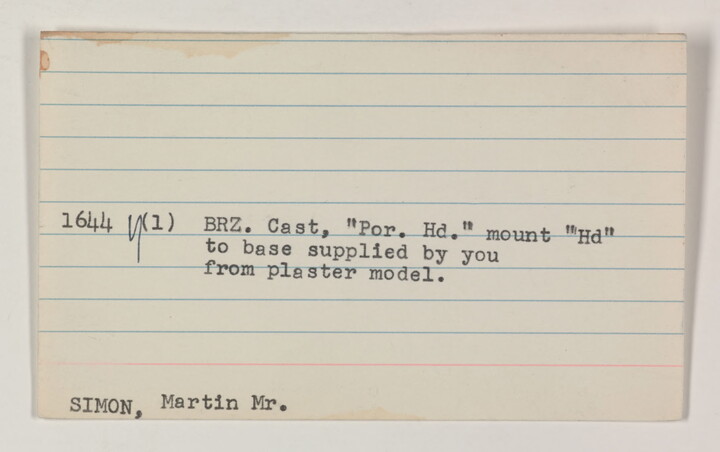 1644 (1) BRZ. Cast, "Por. Hd." mount "Hd"
to base supplied by you
from plaster model.
SIMON, Martin Mr.